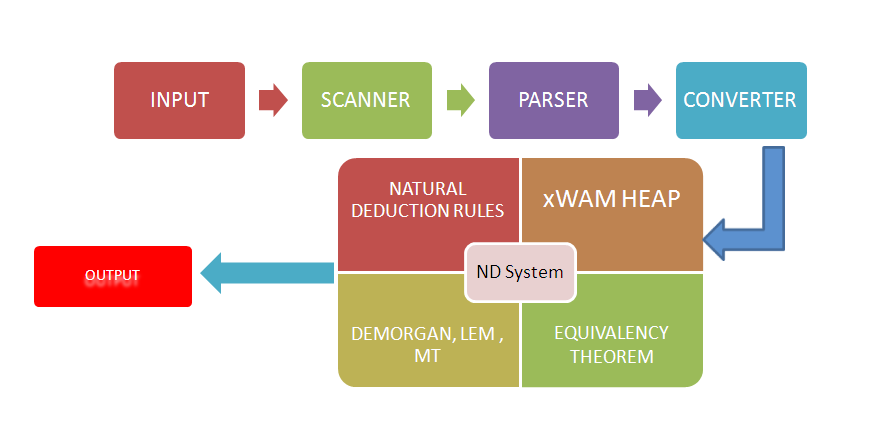 INPUT
SCANNER
PARSER
CONVERTER
NATURAL
DEDUCTION RULES
xWAM HEAP
ND System
OUTPUT
DEMORGAN, LEM ,
MT
EQUIVALENCY
THEOREM